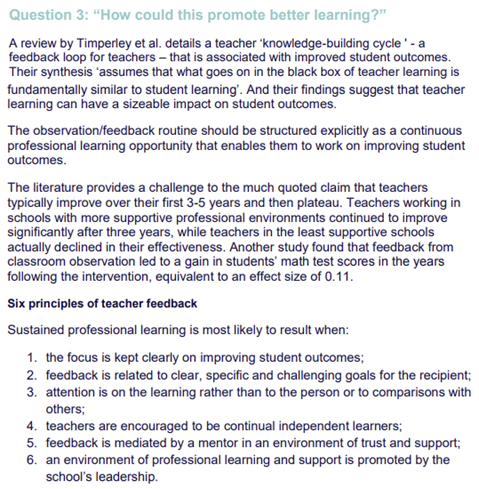 Question 3: “How could this promote better learning?”
A review by Timperley et al. details a teacher ‘knowledge-building cycle ' - a
feedback loop for teachers – that is associated with improved student outcomes.
Their synthesis ‘assumes that what goes on in the black box of teacher learning is
fundamentally similar to student learning’. And their findings suggest that teacher
learning can have a sizeable impact on student outcomes.
The observation/feedback routine should be structured explicitly as a continuous
professional learning opportunity that enables them to work on improving student
outcomes.
The literature provides a challenge to the much quoted claim that teachers
typically improve over their first 3-5 years and then plateau. Teachers working in
schools with more supportive professional environments continued to improve
significantly after three years, while teachers in the least supportive schools
actually declined in their effectiveness. Another study found that feedback from
classroom observation led to a gain in students’ math test scores in the years
following the intervention, equivalent to an effect size of 0.11.
Six principles of teacher feedback
Sustained professional learning is most likely to result when:
1. the focus is kept clearly on improving student outcomes;
2. feedback is related to clear, specific and challenging goals for the recipient;
3. attention is on the learning rather than to the person or to comparisons with
others;
4. teachers are encouraged to be continual independent learners;
5. feedback is mediated by a mentor in an environment of trust and support;
6. an environment of professional learning and support is promoted by the
school’s leadership.